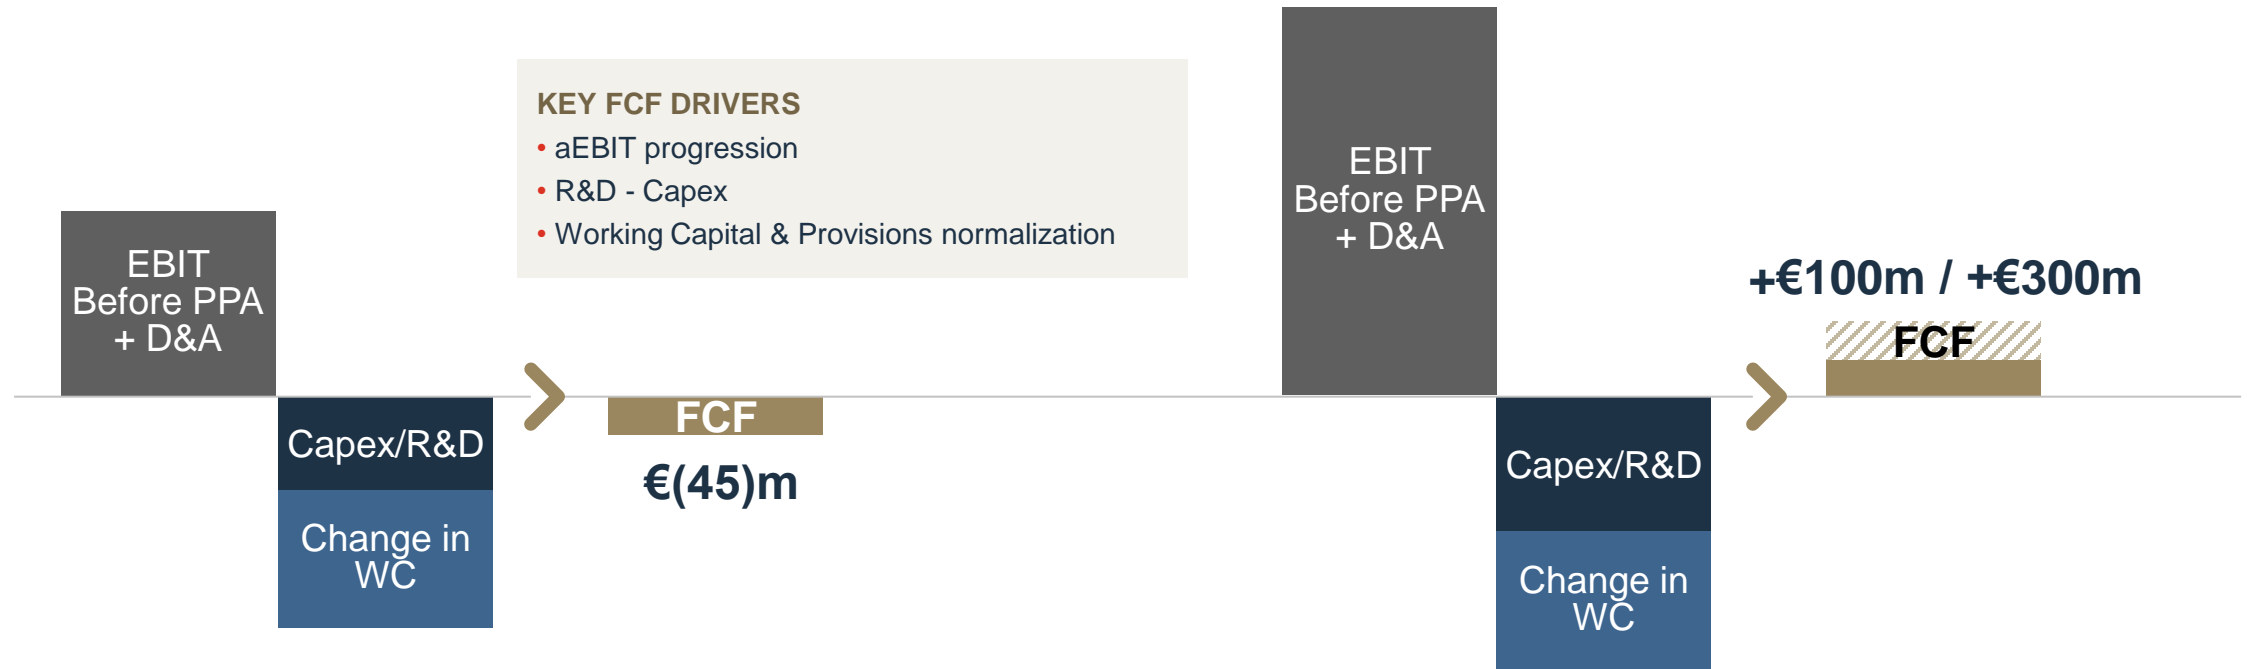 EBIT
Before PPA
+ D&A
Capex/R&D
Change in
WC
KEY FCF DRIVERS
• aEBIT progression
• R&D - Capex
• Working Capital & Provisions normalization
FCF
€(45)m
EBIT
Before PPA
+ D&A
Capex/R&D
Change in
WC
+€100m / +€300m
FCF